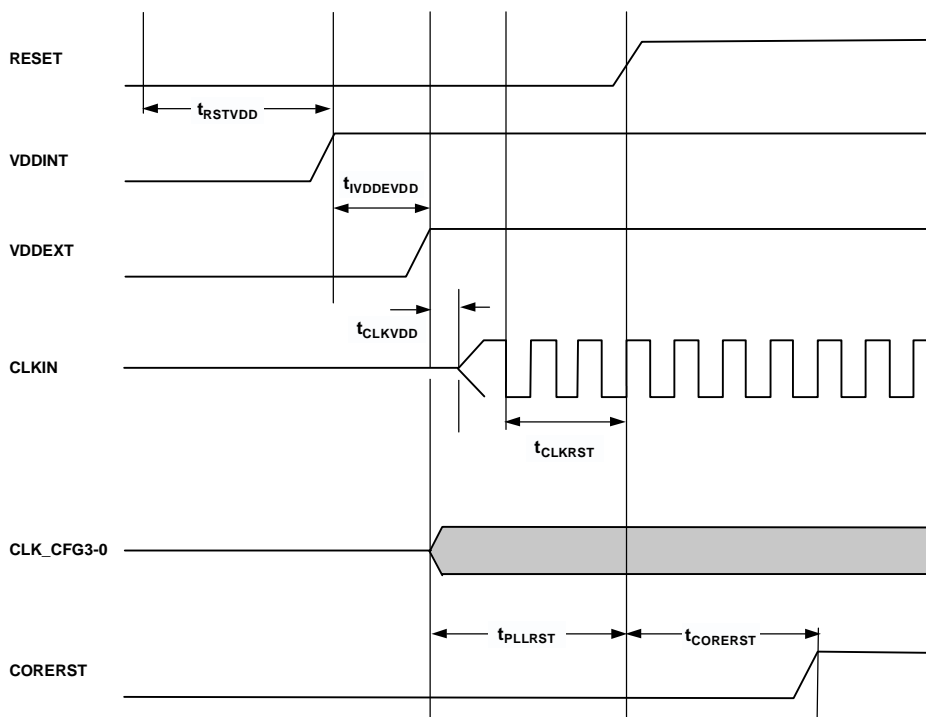 RESET
tRSTVDD
VDDINT
tIVDDEVDD
VDDEXT
tCLKVDD
CLKIN
tCLKRST
CLK_CFG3-0
tPLLRST
tCORERST
CORERST